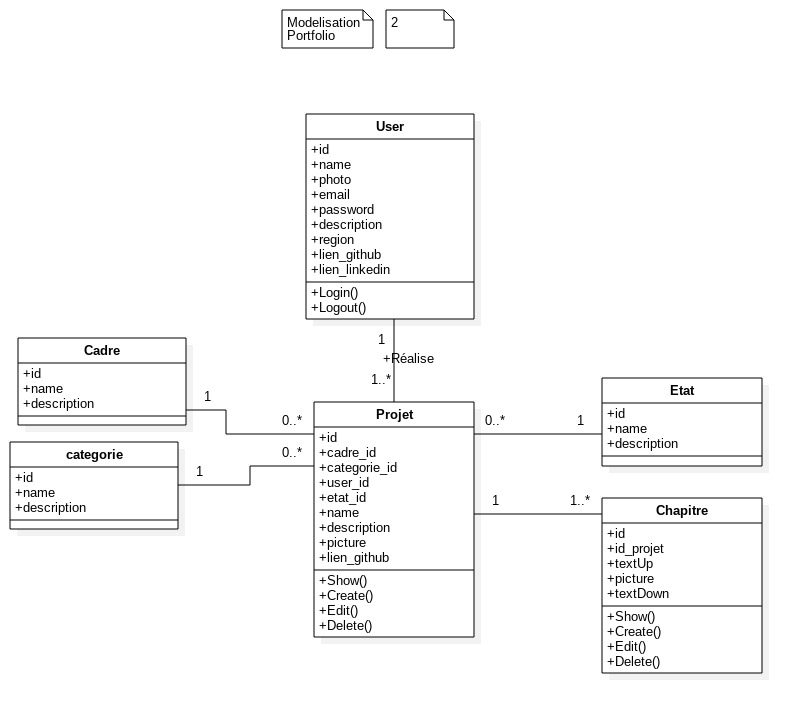 Modelisation
Portfolio
2
User
+id
+name
+photo
+email
+password
+description
+region
+lien_github
+lien_linkedin
+Login()
+Logout()
1
+Réalise
1..*
Cadre
+id
+name
+description
1
0..*
categorie
+id
+name
+description
1
0..*
Projet
+id
+cadre_id
+categorie_id
+user_id
+etat_id
+name
+description
+picture
+lien_github
+Show()
+Create()
+Edit()
+Delete()
0..*
1
Etat
+id
+name
+description
1
1..*
Chapitre
+id
+id_projet
+textUp
+picture
+textDown
+Show()
+Create()
+Edit()
+Delete()